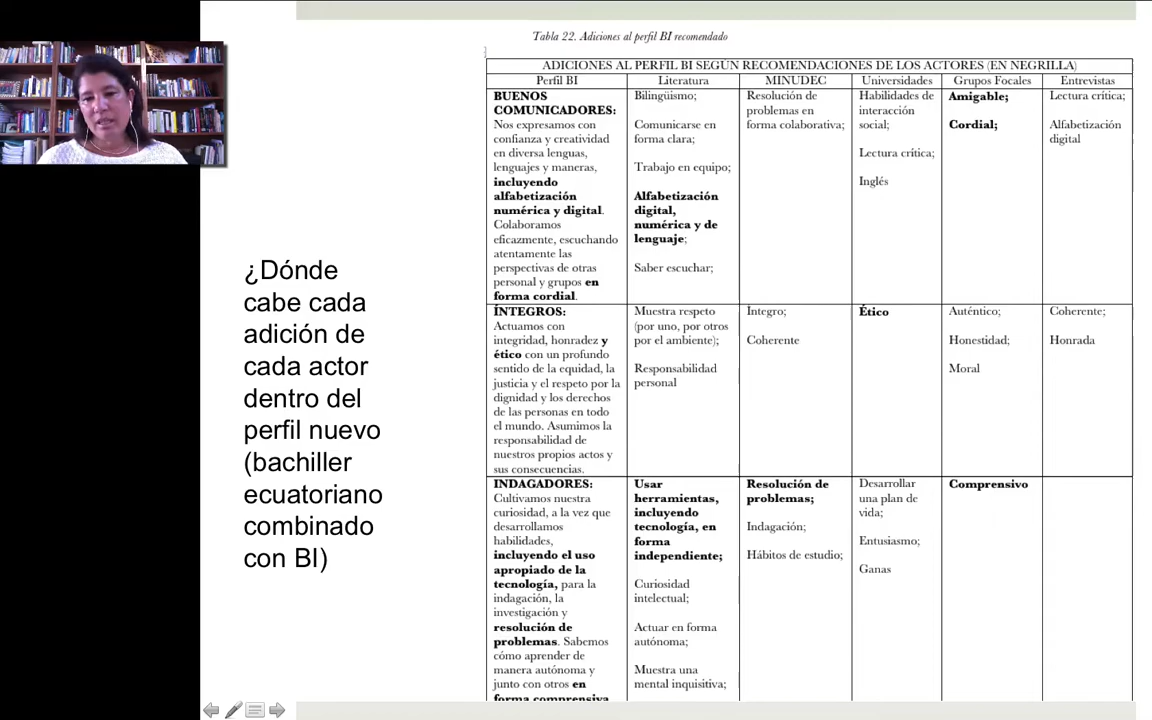 Tabla 22. Adiciones al perfil BI recomendado
ADICIONES AL PERFIL BI SEGÚN RECOMENDACIONES DE LOS ACTORES (EN NEGRILLA)
Perfil BI
Literatura
MINUDEC
Universidades
Grupos Focales
Entrevistas
BUENOS
COMUNICADORES:
Nos expresamos con
confianza y creatividad
en diversa lenguas,
lenguajes y maneras,
incluyendo
alfabetización
numérica y digital.
Colaboramos
eficazmente, escuchando
atentamente las
perspectivas de otras
personal y grupos en
forma cordial.
Bilingüismo;
Comunicarse en
forma clara;
Trabajo en equipo;
Alfabetización
digital,
numérica y de
lenguaje;
Saber escuchar;
Resolución de
problemas en
forma colaborativa;
Habilidades de
interacción
social;
Lectura crítica;
Inglés
Amigable;
Cordial;
Lectura crítica;
Alfabetización
digital
ÍNTEGROS:
Actuamos con
integridad, honradez y
ético con un profundo
sentido de la equidad, la
justicia y el respeto por la
dignidad y los derechos
de las personas en todo
el mundo. Asumimos la
responsabilidad de
nuestros propios actos y
sus consecuencias.
Muestra respeto
(por uno, por otros
por el ambiente);
Responsabilidad
personal
Íntegro;
Coherente
Ético
Auténtico;
Honestidad;
Moral
Coherente;
Honrada
INDAGADORES:
Cultivamos nuestra
curiosidad, a la vez que
desarrollamos
habilidades,
incluyendo el uso
apropiado de la
tecnología, para la
indagación, la
investigación y
resolución de
problemas. Sabemos
cómo aprender de
manera autónoma y
junto con otros en
forma comprensiva
Usar
herramientas,
incluyendo
tecnología, en
forma
independiente;
Curiosidad
intelectual;
Actuar en forma
autónoma;
Muestra una
mental inquisitiva;
Resolución de
problemas;
Indagación;
Hábitos de estudio;
Desarrollar
una plan de
vida;
Entusiasmo;
Ganas
Comprensivo
¿Dónde
cabe cada
adición de
cada actor
dentro del
perfil nuevo
(bachiller
ecuatoriano
combinado
con BI)